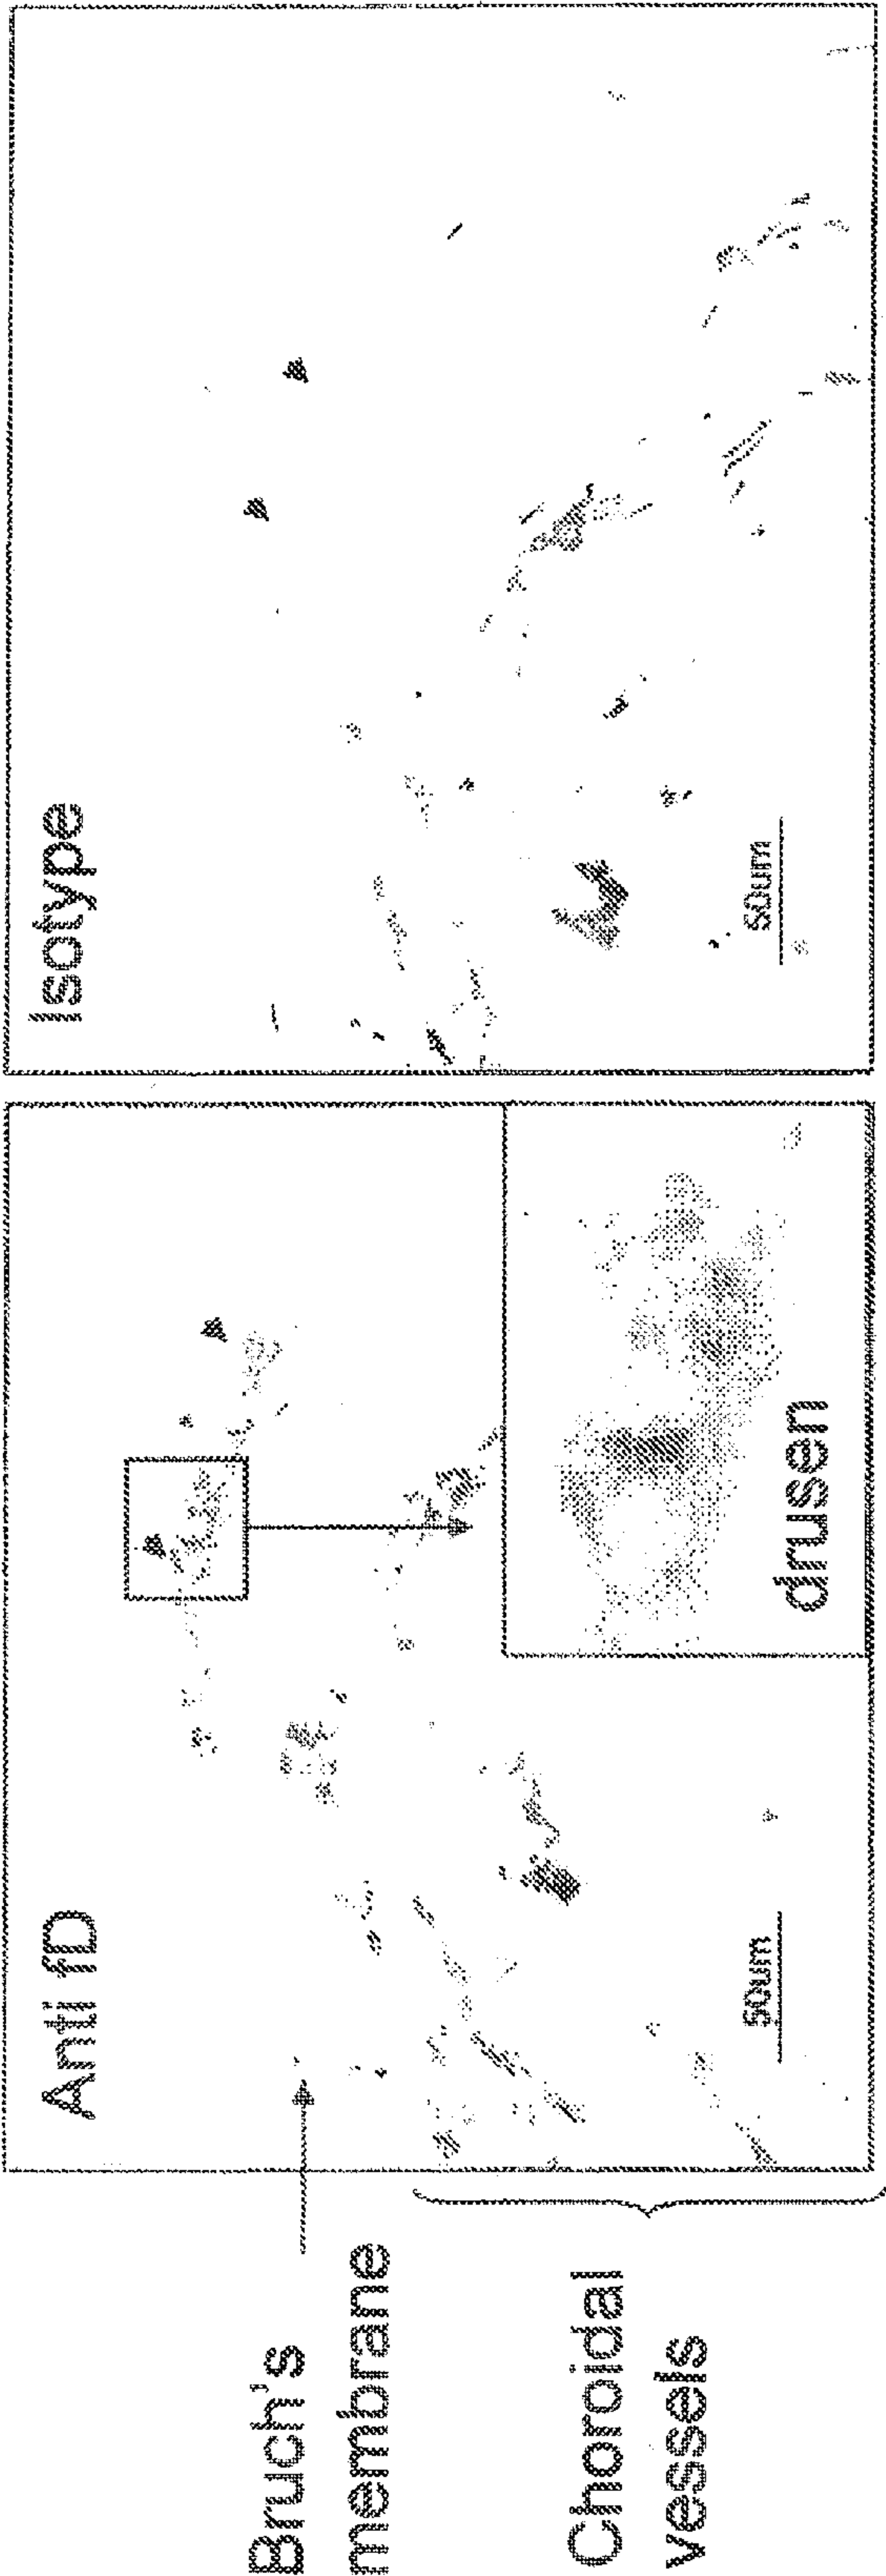 Anti fD
Isotype
Bruch's
membrane
Choroidal
vessels
50um
drusen
50um